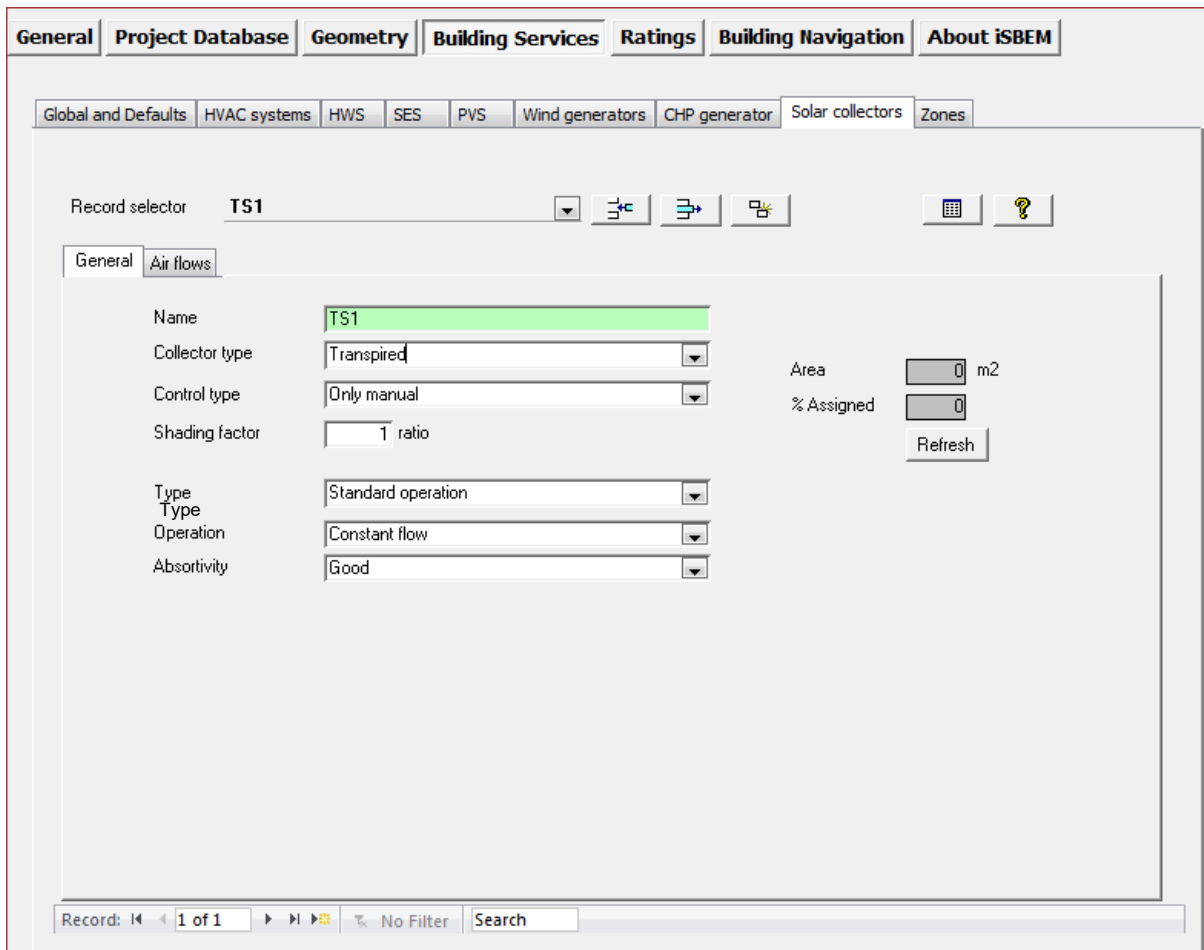 General Project Database Geometry Building Services Ratings Building Navigation About iSBEM
Global and Defaults HVAC systems HWS SES PVS Wind generators CHP generator Solar collectors Zones
Record selector TS1
General Air flows
Name TS1
Collector type Transpired
Area 0 m2
Control type Only manual
% Assigned 0
Shading factor 1 ratio
Refresh
Type Standard operation
Type
Operation Constant flow
Absortivity Good
Record: 1 of 1 No Filter Search